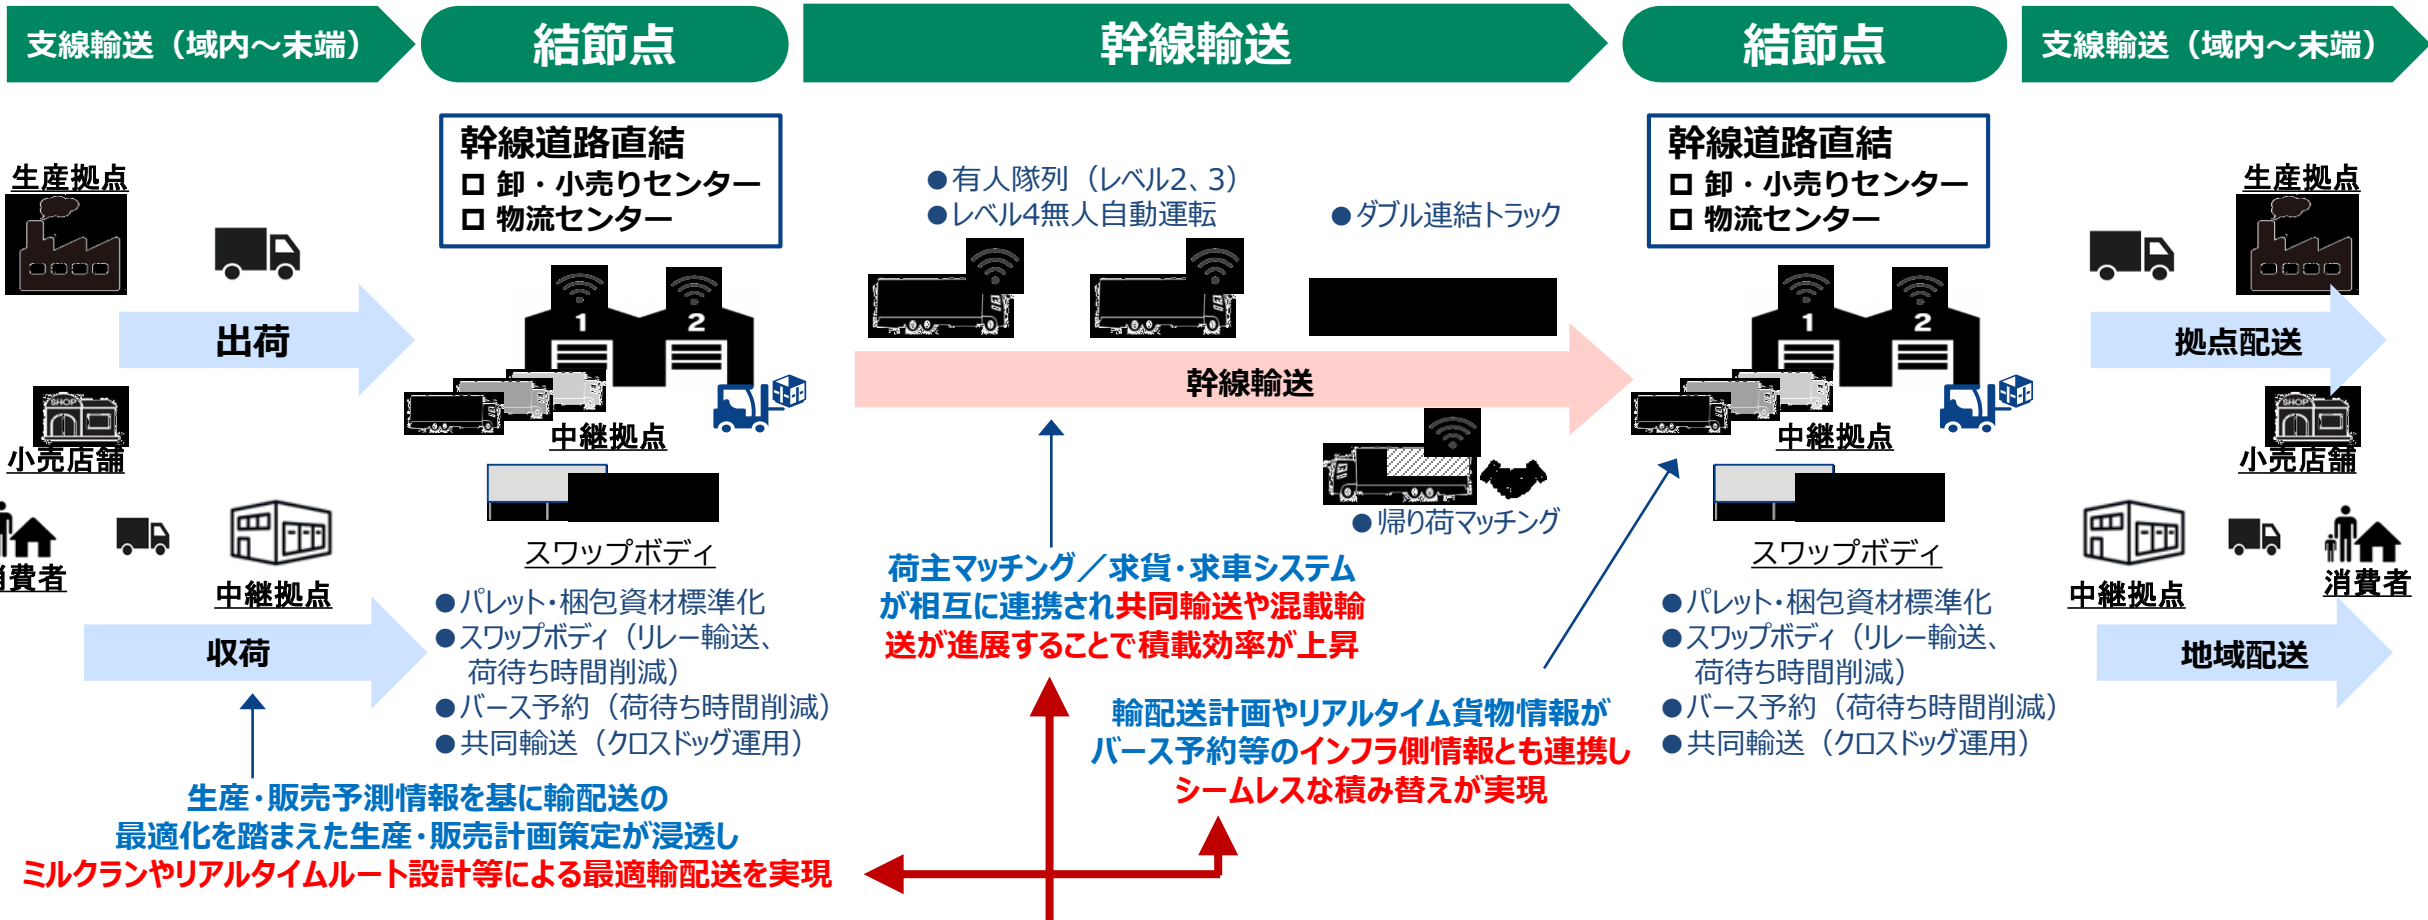 支線輸送（域内～末端）
結節点
幹線輸送
結節点
支線輸送（域内～末端）
生産拠点
出荷
SHOP
小売店舗
消費者
中継拠点
収荷
生産・販売予測情報を基に輸配送の
最適化を踏まえた生産・販売計画策定が浸透し
ミルクランやリアルタイムルート設計等による最適輸配送を実現
幹線道路直結
卸・小売りセンター
物流センター
1 2
中継拠点
スワップボディ
●パレット・梱包資材標準化
●スワップボディ（リレー輸送、
荷待ち時間削減）
●バース予約（荷待ち時間削減）
●共同輸送（クロスドッグ運用）
●有人隊列（レベル2、3）
●レベル4無人自動運転
●ダブル連結トラック
幹線輸送
●帰り荷マッチング
荷主マッチング／求貨・求車システム
が相互に連携され共同輸送や混載輸
送が進展することで積載効率が上昇
輸配送計画やリアルタイム貨物情報が
バース予約等のインフラ側情報とも連携し
シームレスな積み替えが実現
幹線道路直結
卸・小売りセンター
物流センター
1 2
中継拠点
スワップボディ
●パレット・梱包資材標準化
●スワップボディ（リレー輸送、
荷待ち時間削減）
●バース予約（荷待ち時間削減）
●共同輸送（クロスドッグ運用）
生産拠点
拠点配送
SHOP
小売店舗
中継拠点
消費者
地域配送